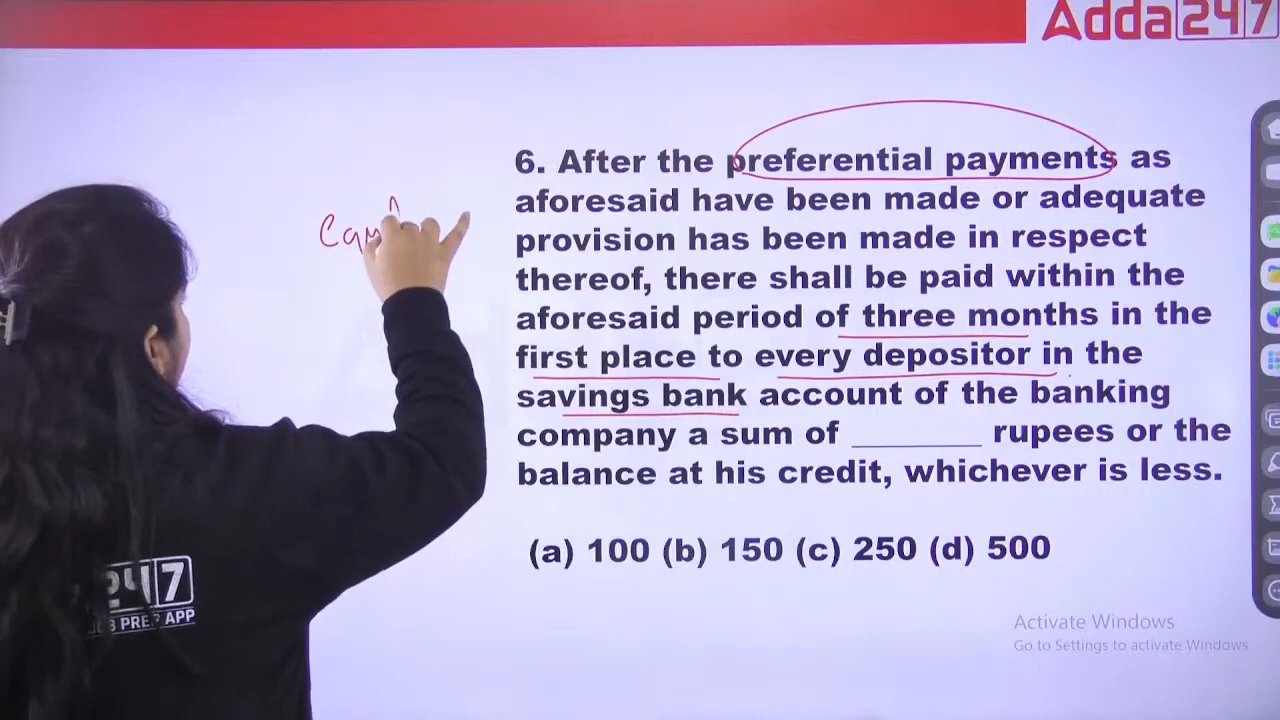 Adda247
6. After the preferential payments as
aforesaid have been made or adequate
provision has been made in respect
thereof, there shall be paid within the
aforesaid period of three months in the
first place to every depositor in the
savings bank account of the banking
company a sum of ________ rupees or the
balance at his credit, whichever is less.
(a) 100 (b) 150 (c) 250 (d) 500
247
PREP APP
Activate Windows
Go to Settings to activate Windows